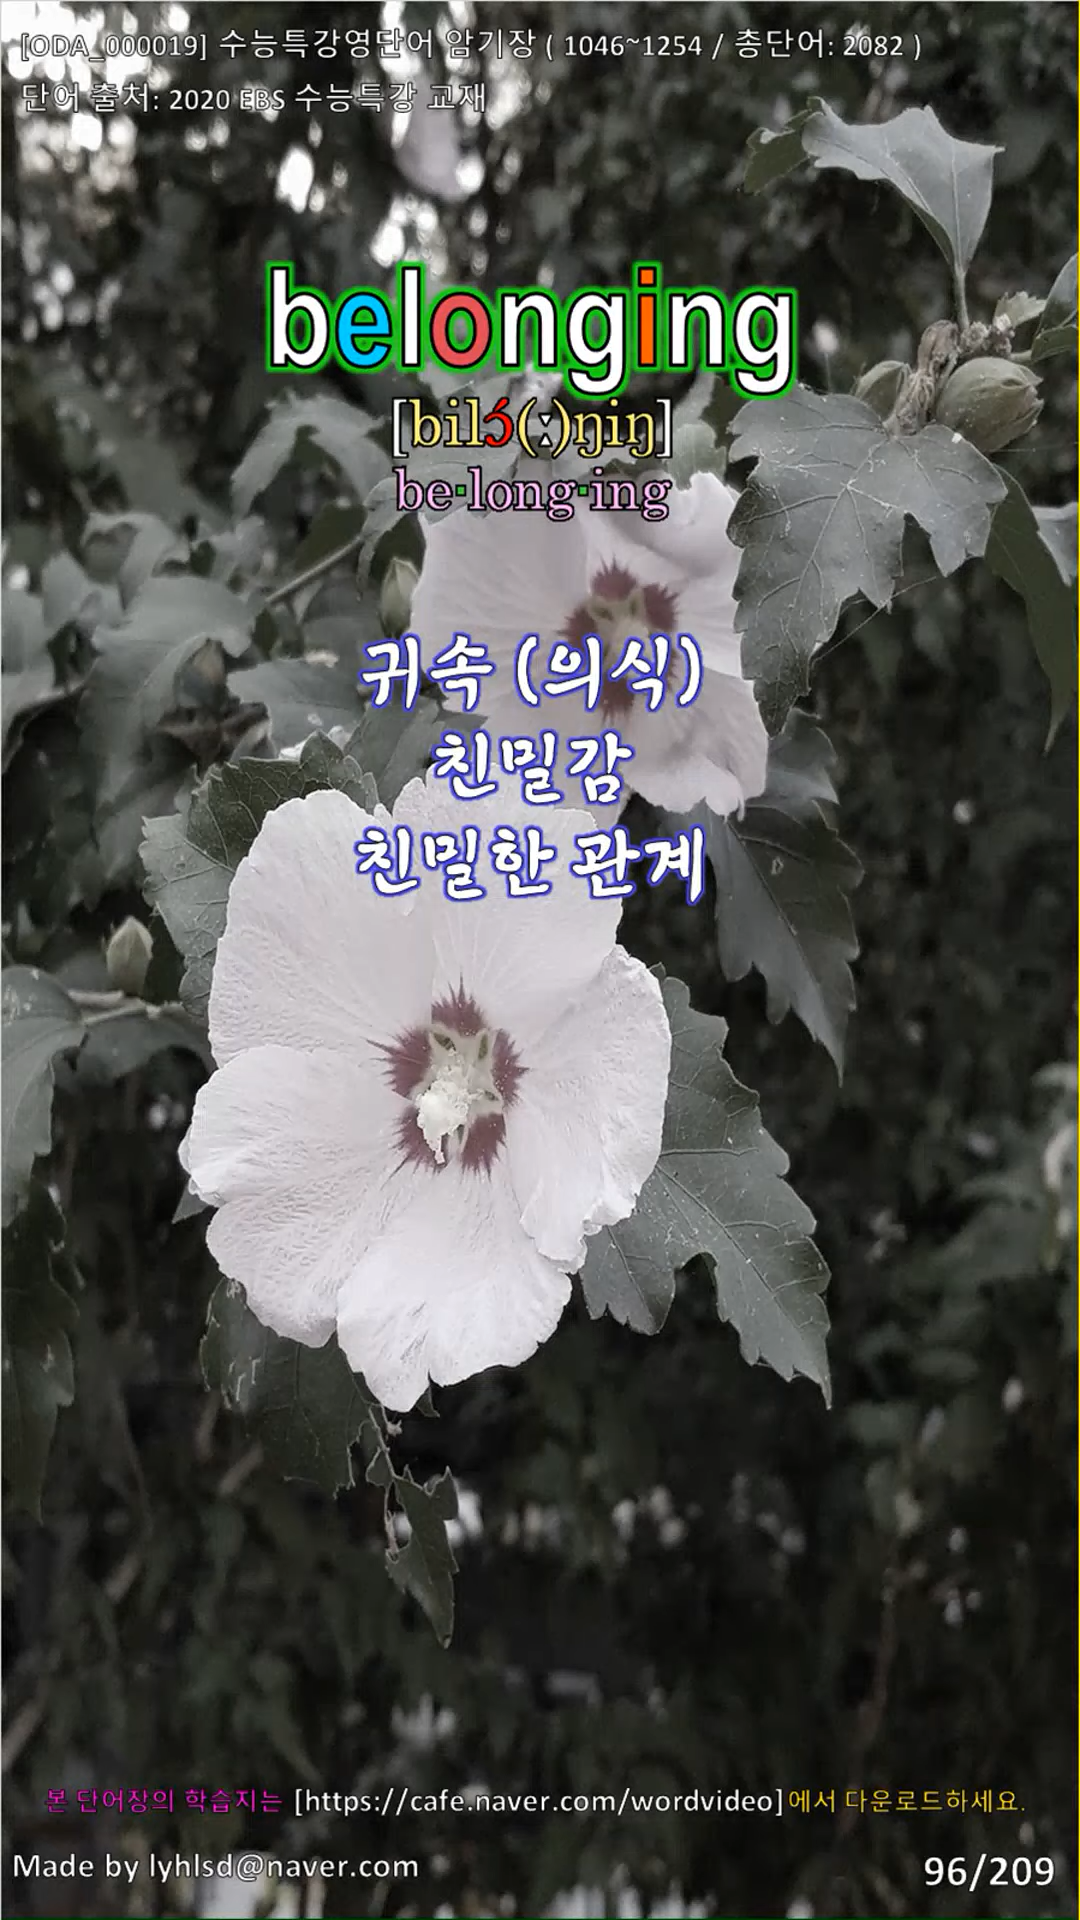 [ODA_000019] 수능특강영단어 암기장 ( 1046~1254 / 총단어: 2082 )
단어 출처: 2020 EBS 수능특강 교재
belonging
[bilɔ́(ː)ŋiŋ]
be·long·ing
귀속 (의식)
친밀감
친밀한 관계
본 단어장의 학습지는 [https://cafe.naver.com/wordvideo]에서 다운로드하세요.
Made by lyhlsd@naver.com
96/209